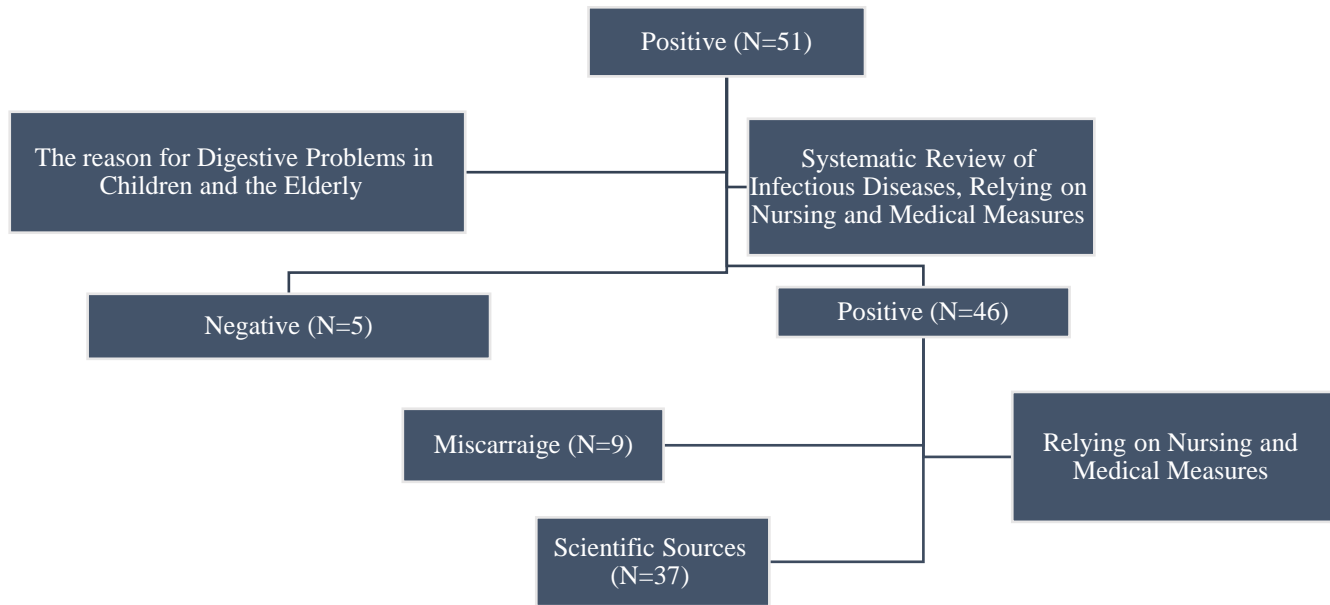 Positive (N=51)
The reason for Digestive Problems in
Children and the Elderly
Systematic Review of
Infectious Diseases, Relying on
Nursing and Medical Measures
Negative (N=5)
Positive (N=46)
Miscarraige (N=9)
Relying on Nursing and
Medical Measures
Scientific Sources
(N=37)